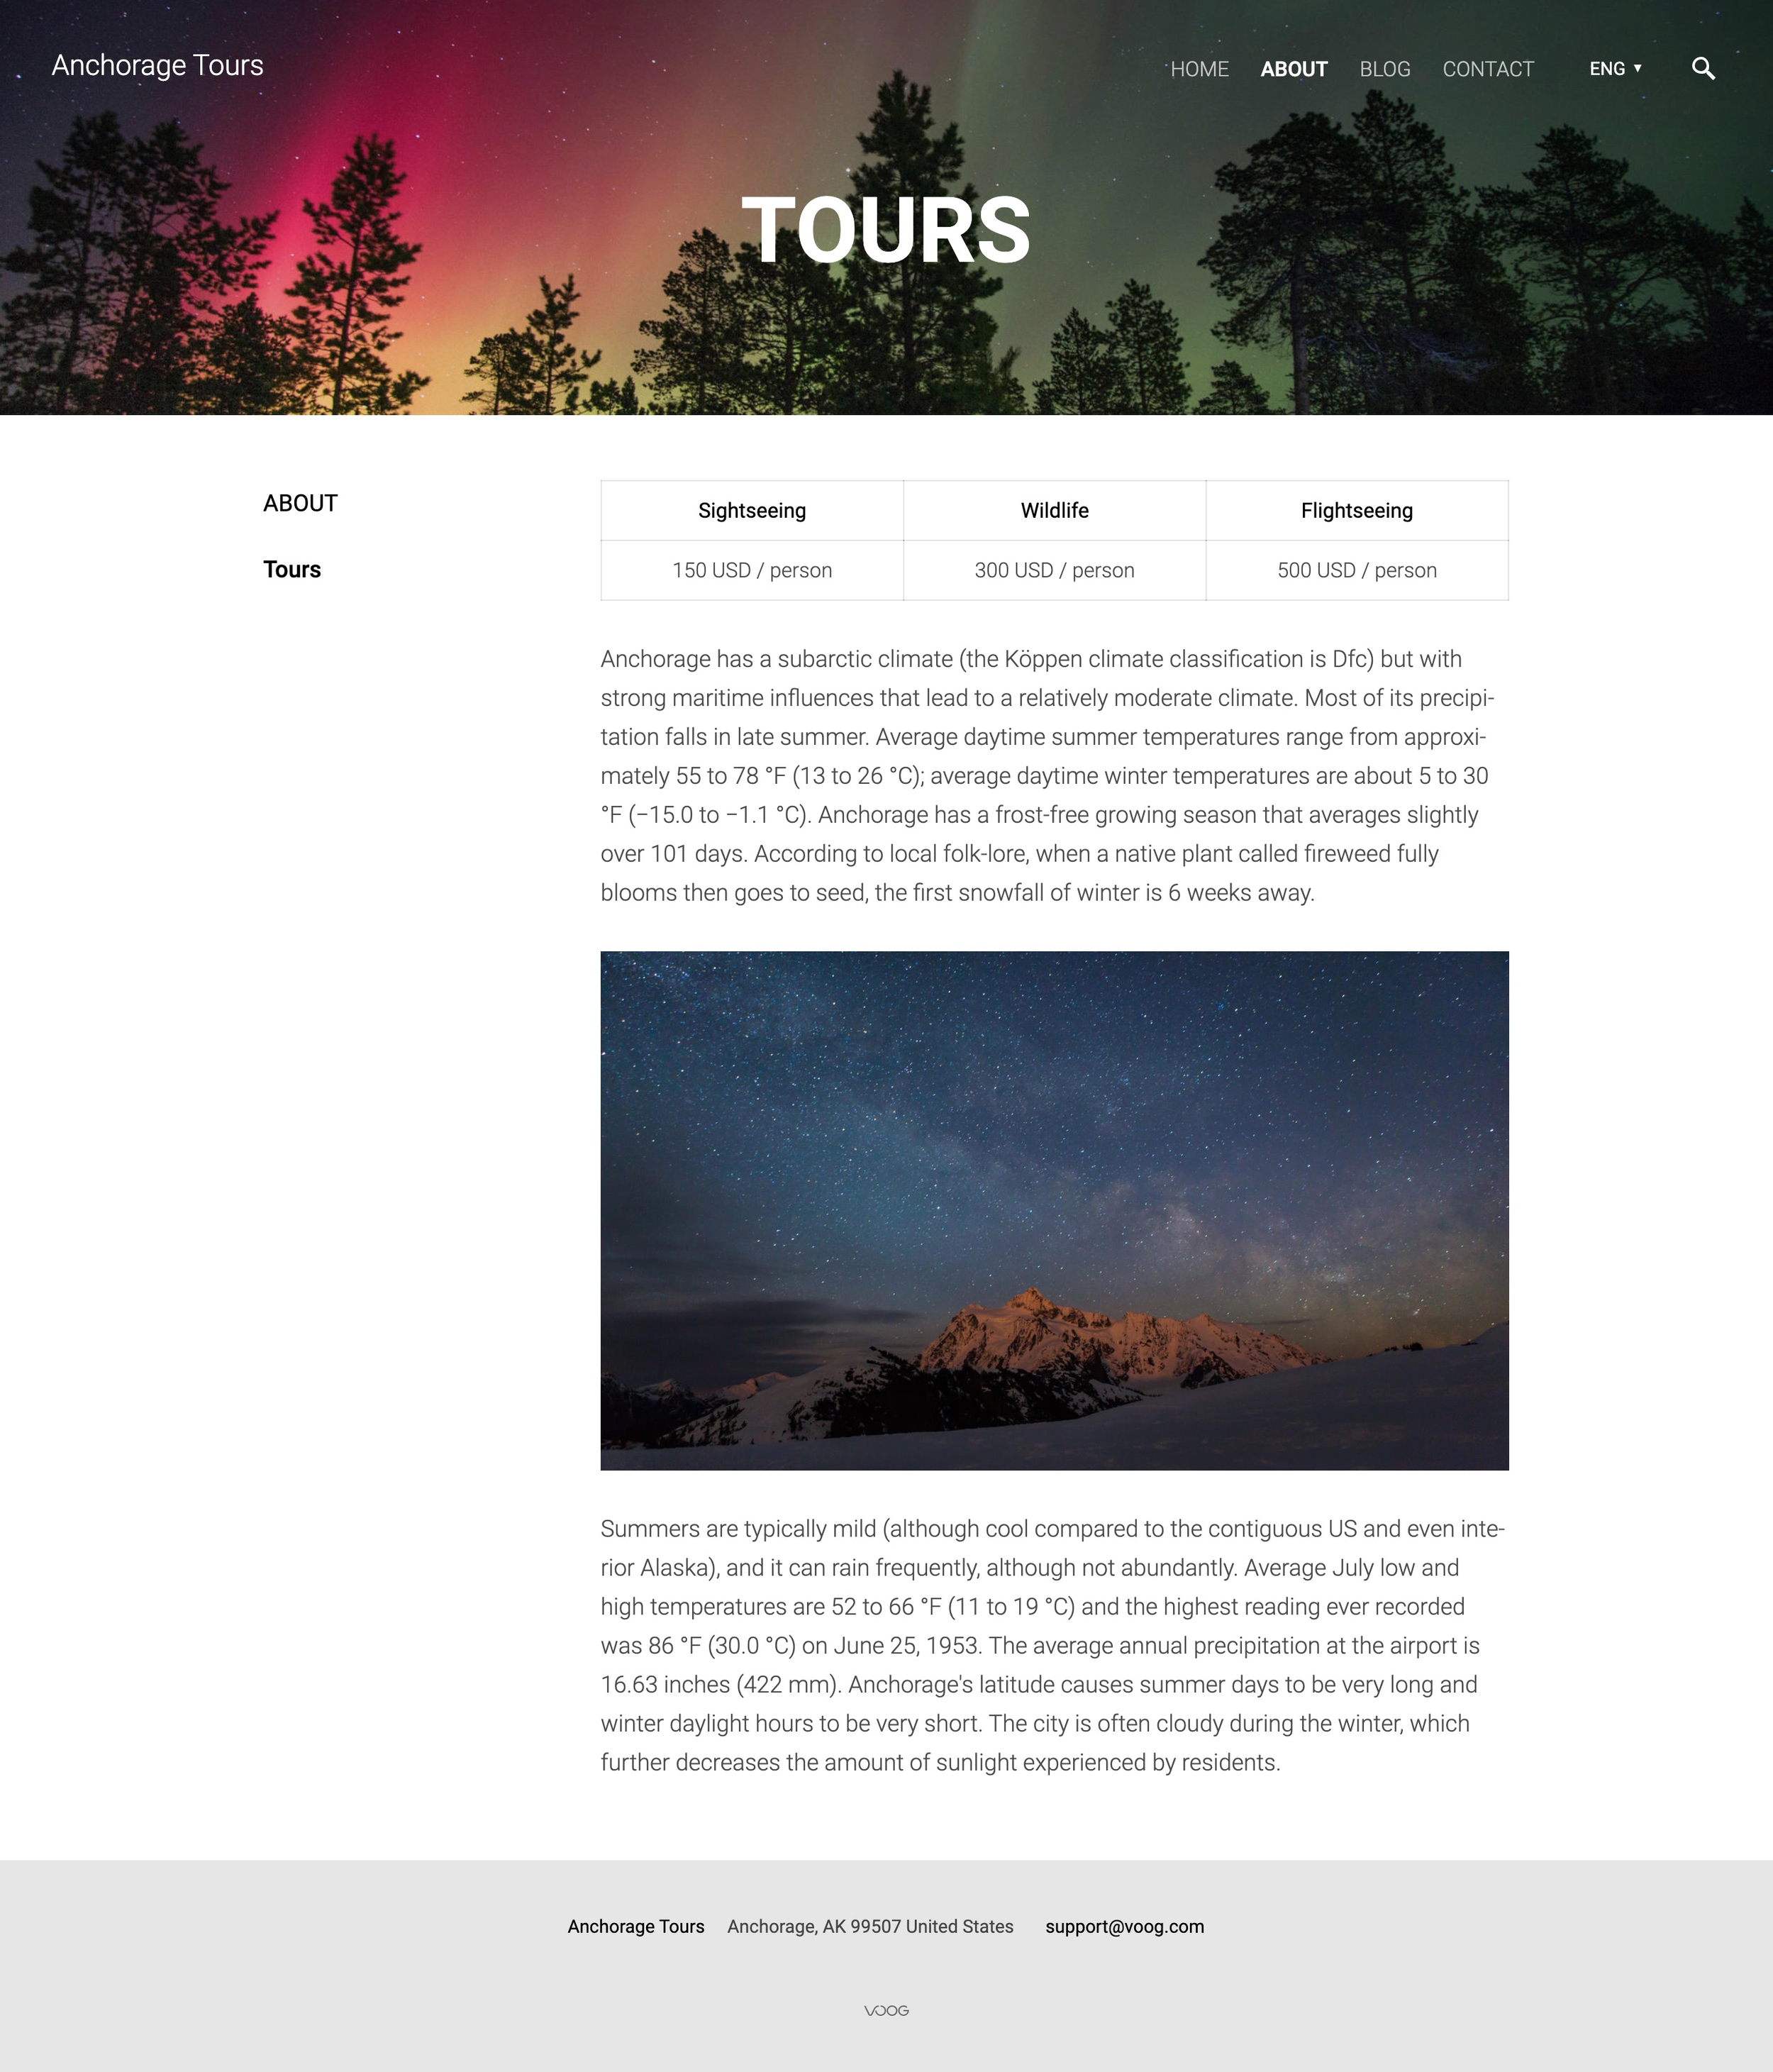 Anchorage Tours
HOME ABOUT BLOG CONTACT ENG ▼
TOURS
ABOUT
Tours
Sightseeing Wildlife Flightseeing
150 USD / person 300 USD / person 500 USD / person
Anchorage has a subarctic climate (the Köppen climate classification is Dfc) but with
strong maritime influences that lead to a relatively moderate climate. Most of its precipi-
tation falls in late summer. Average daytime summer temperatures range from approxi-
mately 55 to 78 °F (13 to 26 °C); average daytime winter temperatures are about 5 to 30
°F (−15.0 to −1.1 °C). Anchorage has a frost-free growing season that averages slightly
over 101 days. According to local folk-lore, when a native plant called fireweed fully
blooms then goes to seed, the first snowfall of winter is 6 weeks away.
Summers are typically mild (although cool compared to the contiguous US and even inte-
rior Alaska), and it can rain frequently, although not abundantly. Average July low and
high temperatures are 52 to 66 °F (11 to 19 °C) and the highest reading ever recorded
was 86 °F (30.0 °C) on June 25, 1953. The average annual precipitation at the airport is
16.63 inches (422 mm). Anchorage's latitude causes summer days to be very long and
winter daylight hours to be very short. The city is often cloudy during the winter, which
further decreases the amount of sunlight experienced by residents.
Anchorage Tours Anchorage, AK 99507 United States support@voog.com
VOOG